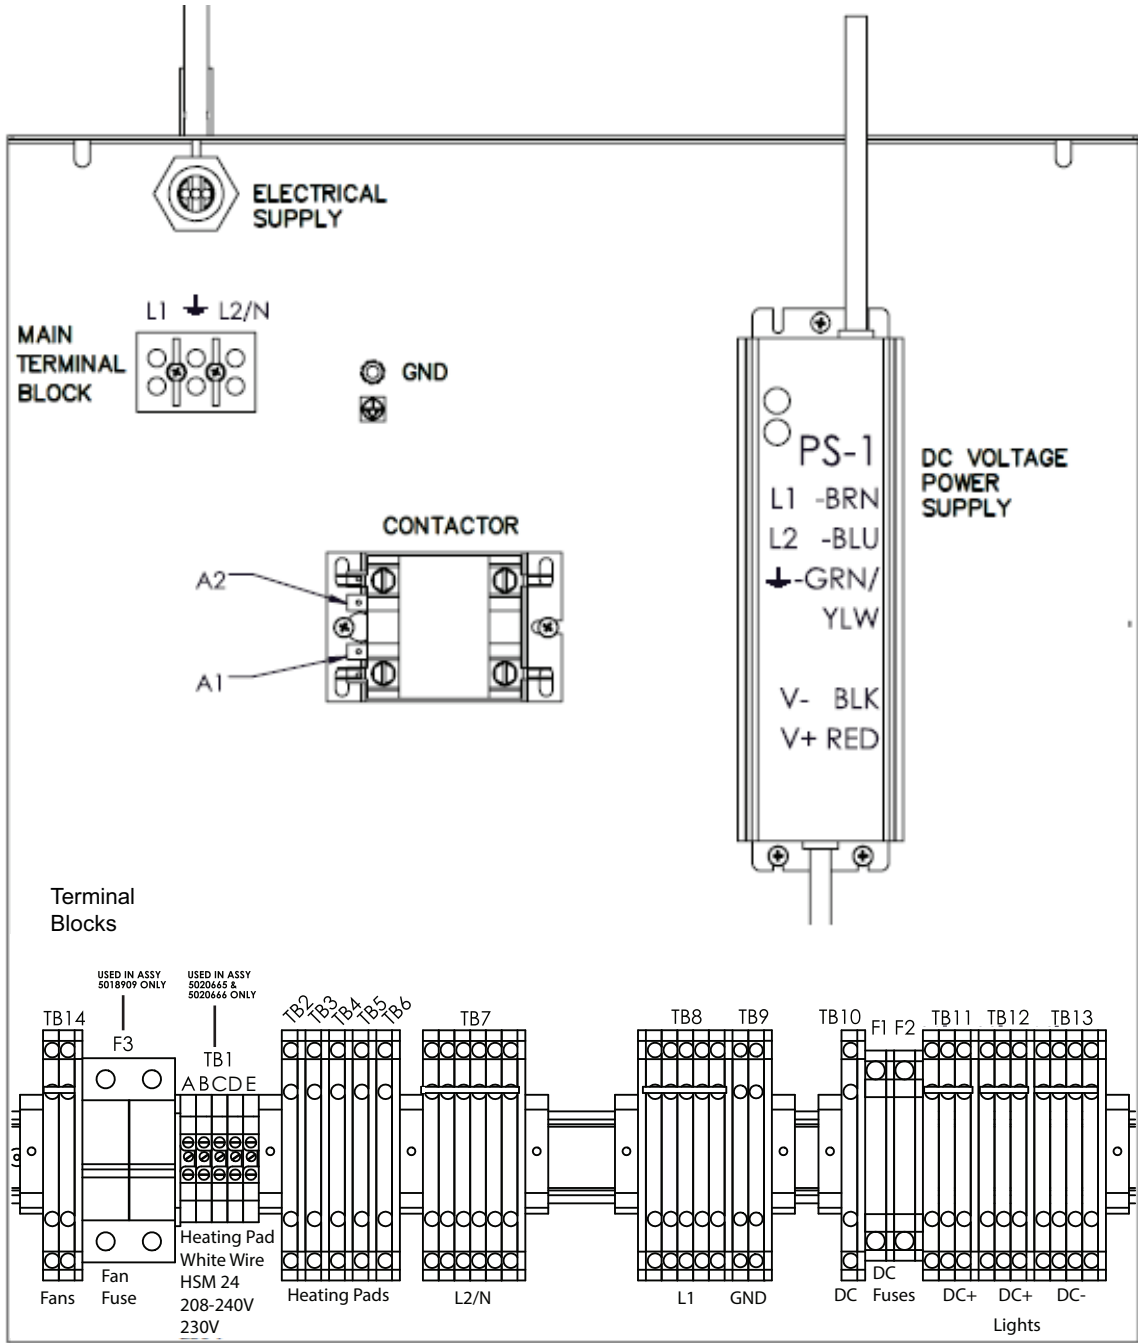 ELECTRICAL
SUPPLY
L1 L2/N
MAIN
TERMINAL
BLOCK
GND
PS-1
L1 -BRN
L2 -BLU
-GRN/
YLW
V- BLK
V+ RED
DC VOLTAGE
POWER
SUPPLY
CONTACTOR
A2
A1
Terminal
Blocks
USED IN ASSY
5018909 ONLY
USED IN ASSY
5020665 &
5020666 ONLY
TB14
F3
TB1
A B C D E
TB2 TB3 TB4 TB5 TB6
TB7
TB8
TB9
TB10
F1 F2
TB11
TB12
TB13
Fans
Fan
Fuse
Heating Pad
White Wire
HSM 24
208-240V
230V
Heating Pads
L2/N
L1
GND
DC
DC
Fuses
DC+
DC+
DC-
Lights